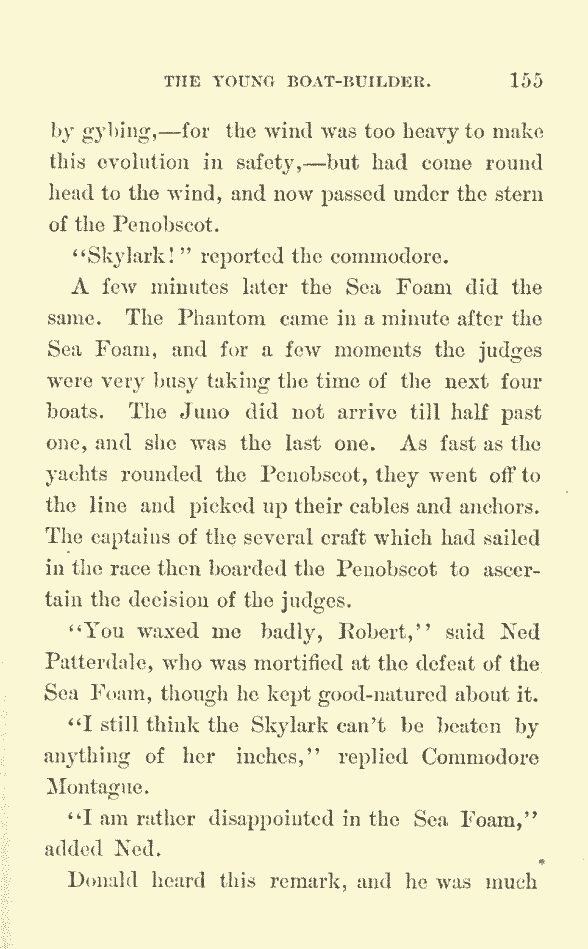 THE YOUNG BOAT-BUILDER. 155
by gybing,—for the wind was too heavy to make
this evolution in safety,—but had come round
head to the wind, and now passed under the stern
of the Penobscot.
“Skylark!” reported the commodore.
A few minutes later the Sea Foam did the
same. The Phantom came in a minute after the
Sea Foam, and for a few moments the judges
were very busy taking the time of the next four
boats. The Juno did not arrive till half past
one, and she was the last one. As fast as the
yachts rounded the Penobscot, they went off to
the line and picked up their cables and anchors.
The captains of the several craft which had sailed
in the race then boarded the Penobscot to ascer-
tain the decision of the judges.
“You waxed me badly, Robert,” said Ned
Patterdale, who was mortified at the defeat of the
Sea Foam, though he kept good-natured about it.
“I still think the Skylark can’t be beaten by
anything of her inches,” replied Commodore
Montague.
“I am rather disappointed in the Sea Foam,”
added Ned.
Donald heard this remark, and he was much